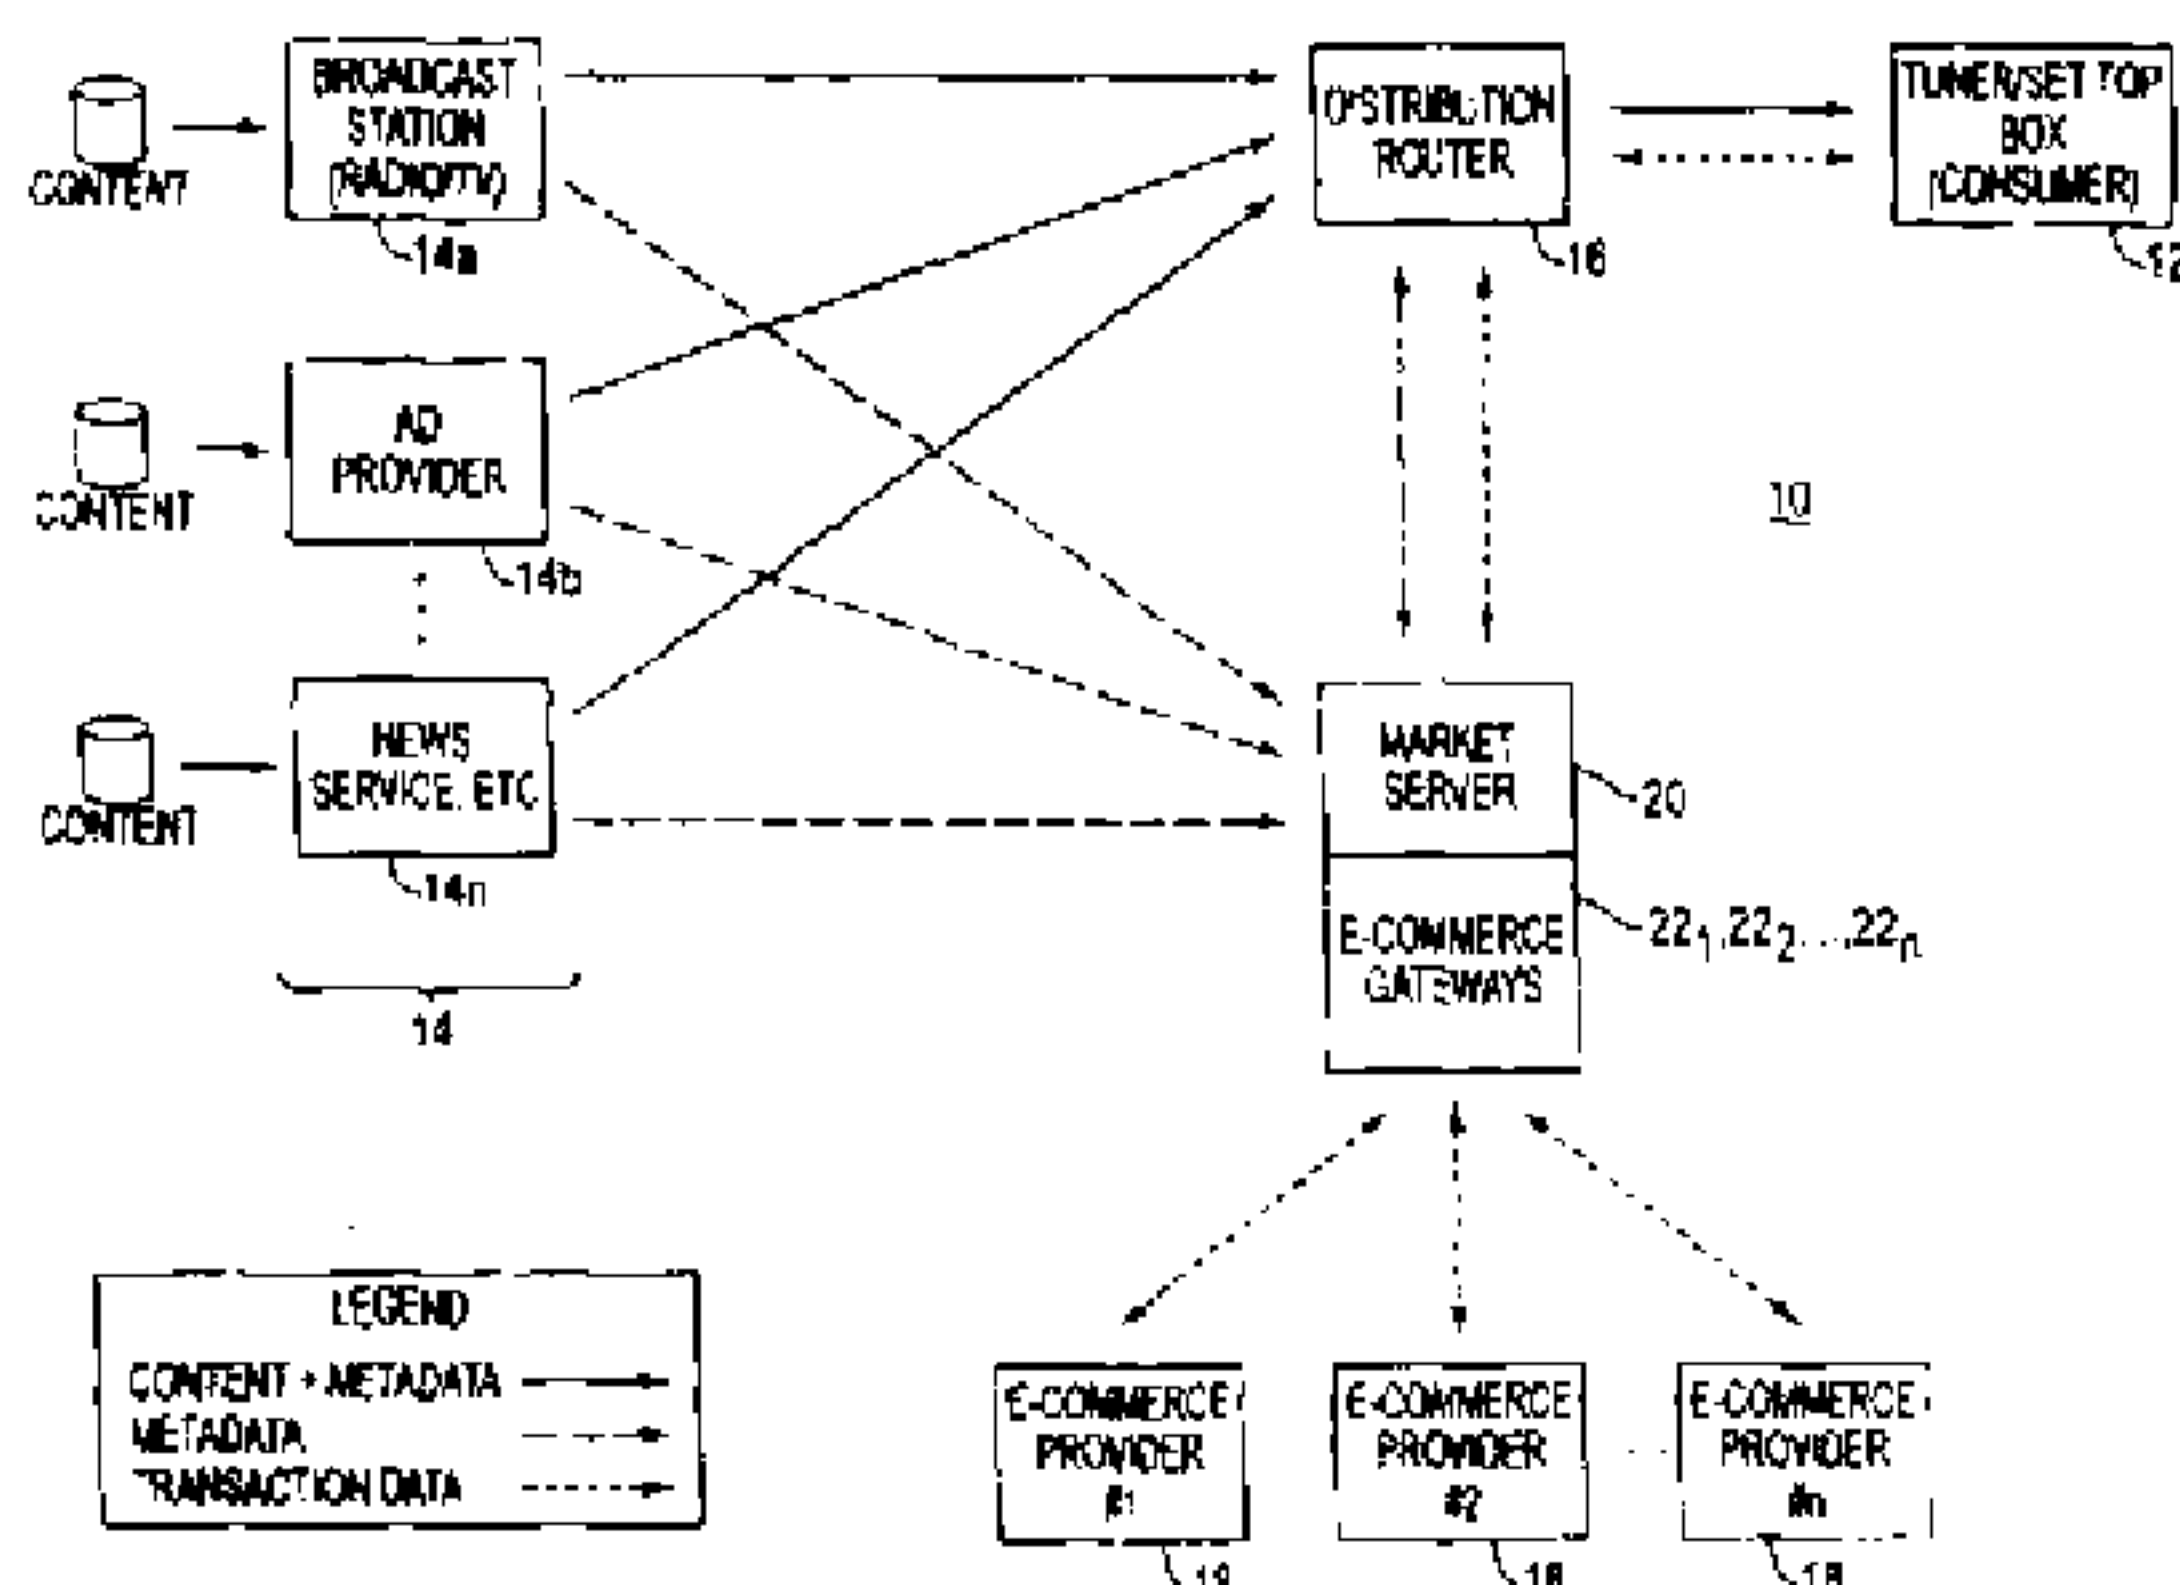 BROADCAST
STATION
(RADIO/TV)
14a
CONTENT
DISTRIBUTION
ROUTER
16
TUNER/SET TOP
BOX
(CONSUMER)
12
AD
PROVIDER
14b
CONTENT
10
NEWS
SERVICE, ETC
14n
CONTENT
14
MARKET
SERVER
20
E-COMMERCE
GATEWAYS
22₁,22₂...,22ₙ
LEGEND
CONTENT + METADATA
METADATA
TRANSACTION DATA
E-COMMERCE
PROVIDER
#1
E-COMMERCE
PROVIDER
#2
18
E-COMMERCE
PROVIDER
#n
18